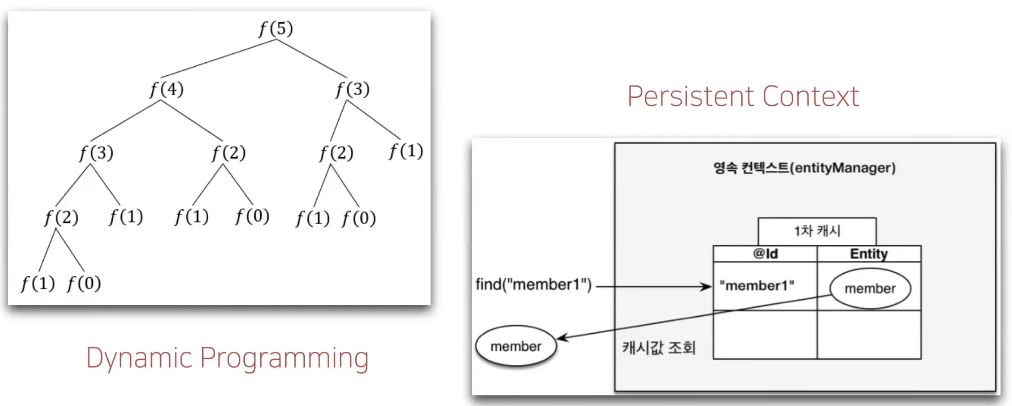 f(5)
f(4) f(3)
f(3) f(2) f(2) f(1)
f(2) f(1) f(1) f(0) f(1) f(0)
f(1) f(0)
Dynamic Programming
Persistent Context
영속 컨텍스트(entityManager)
1차 캐시
@Id Entity
find("member1") "member1" member
member 캐시값 조회